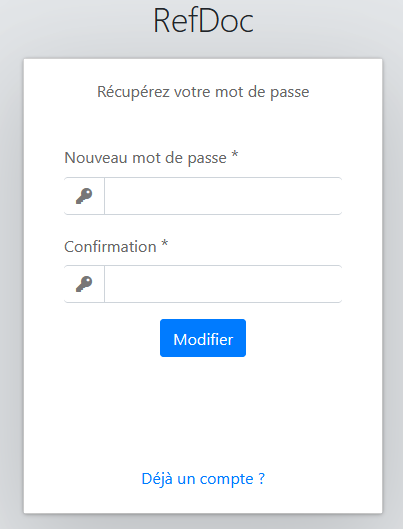 RefDoc
Récupérez votre mot de passe
Nouveau mot de passe *
Confirmation *
Modifier
Déjà un compte ?